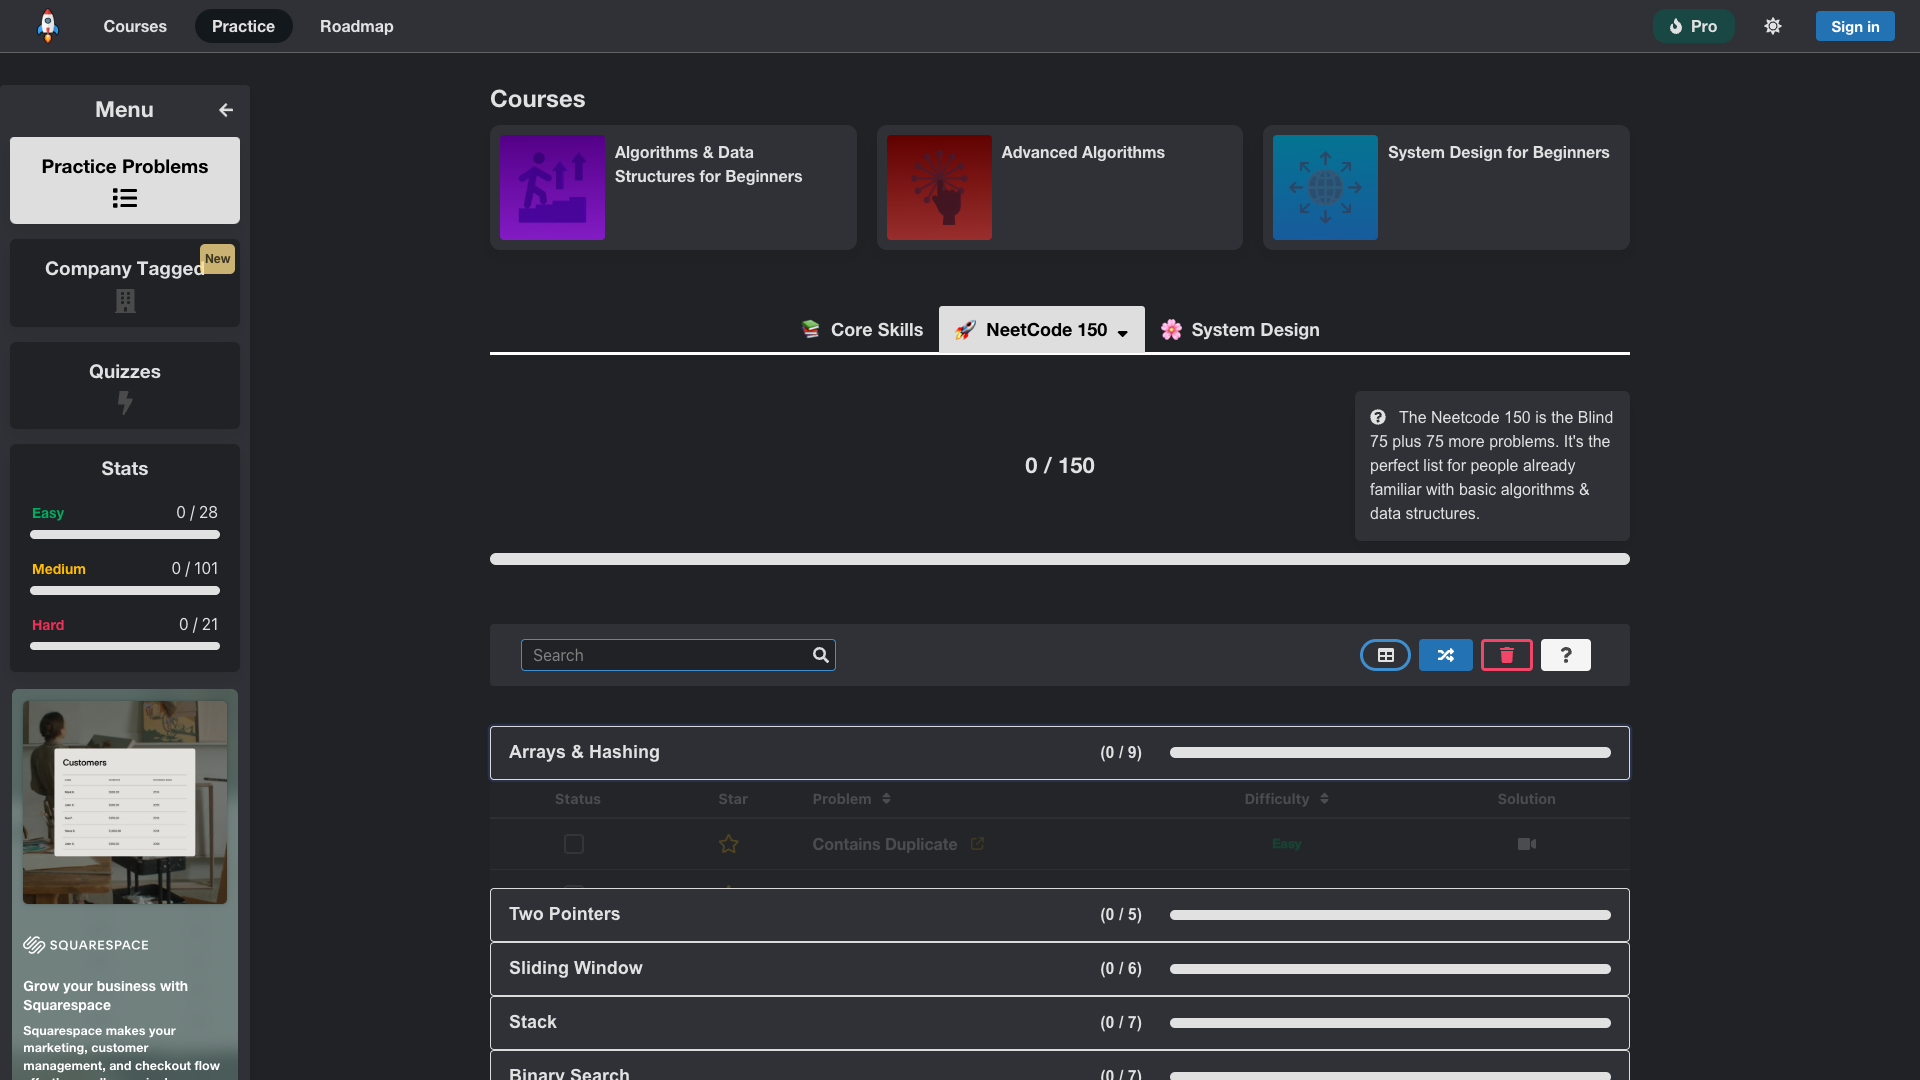 Courses
Practice
Roadmap
Pro
Sign in
Menu
Practice Problems
Company Tagged
New
Quizzes
Stats
Easy
0 / 28
Medium
0 / 101
Hard
0 / 21
Customers
SQUARESPACE
Grow your business with
Squarespace
Squarespace makes your
marketing, customer
management, and checkout flow
Courses
Algorithms & Data
Structures for Beginners
Advanced Algorithms
System Design for Beginners
Core Skills
NeetCode 150
System Design
0 / 150
The Neetcode 150 is the Blind
75 plus 75 more problems. It's the
perfect list for people already
familiar with basic algorithms &
data structures.
Search
?
Arrays & Hashing
(0 / 9)
Status
Star
Problem
Difficulty
Solution
Contains Duplicate
Easy
Two Pointers
(0 / 5)
Sliding Window
(0 / 6)
Stack
(0 / 7)
Binary Search
(0 / 7)